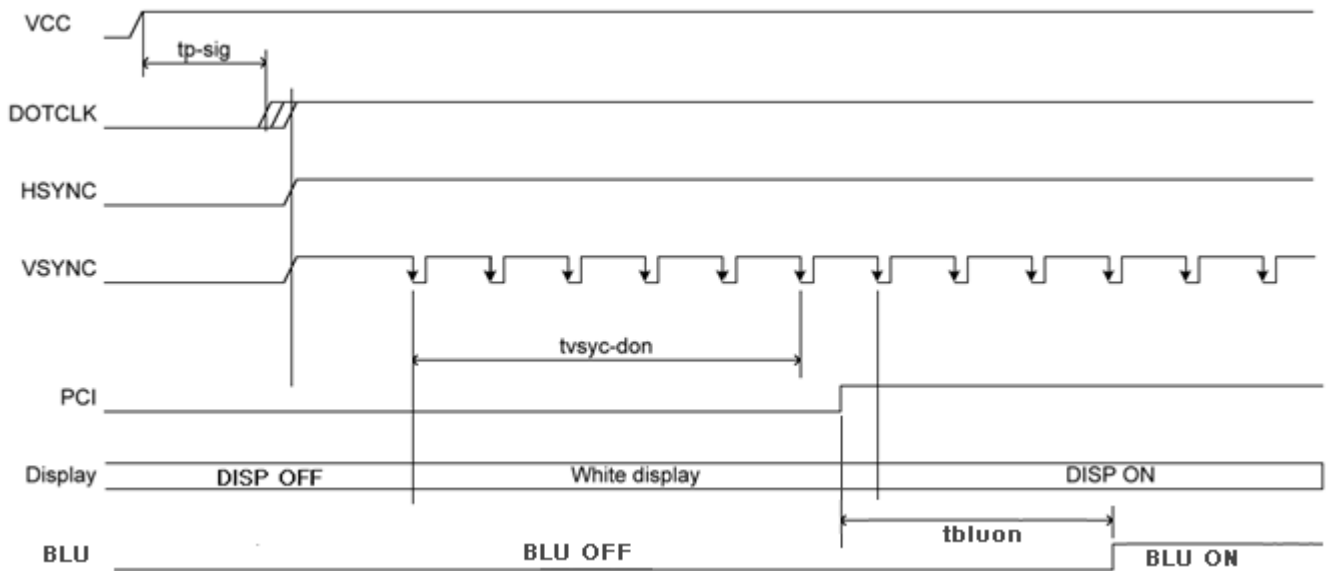 VCC
tp-sig
DOTCLK
HSYNC
VSYNC
tvsyc-don
PCI
Display DISP OFF White display DISP ON
tbluon
BLU BLU OFF BLU ON